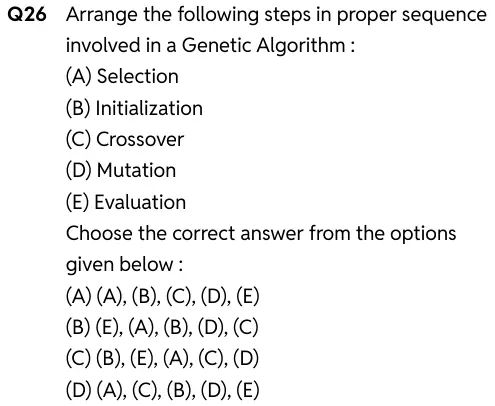 Q26 Arrange the following steps in proper sequence
involved in a Genetic Algorithm :
(A) Selection
(B) Initialization
(C) Crossover
(D) Mutation
(E) Evaluation
Choose the correct answer from the options
given below :
(A) (A), (B), (C), (D), (E)
(B) (E), (A), (B), (D), (C)
(C) (B), (E), (A), (C), (D)
(D) (A), (C), (B), (D), (E)